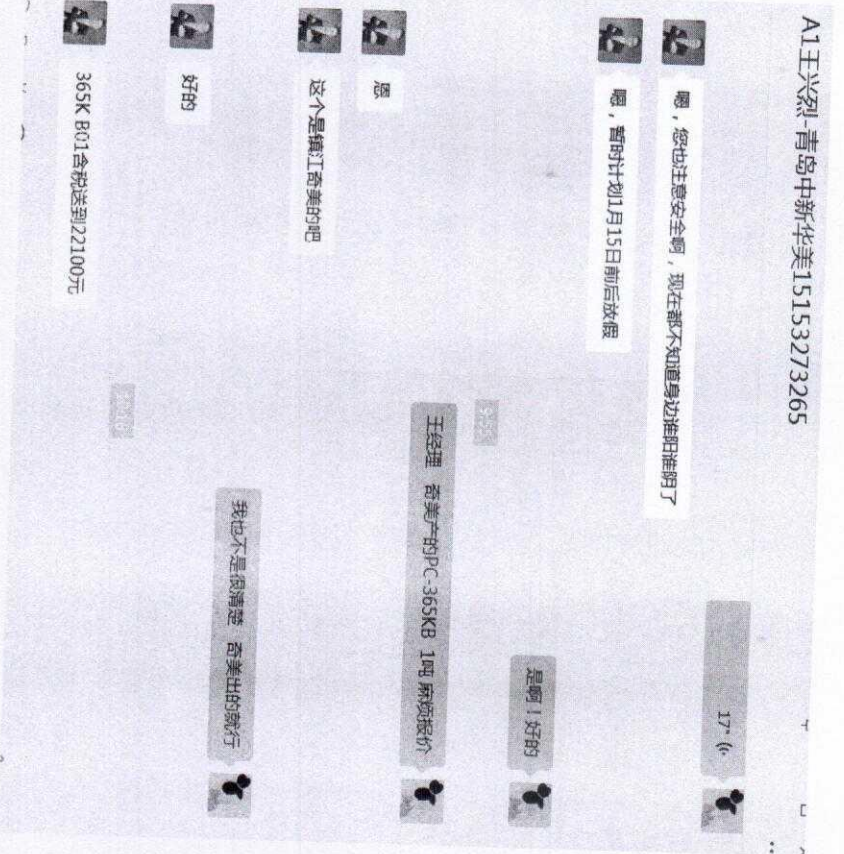 A1王兴烈-青岛中新华美15153273265
17"
嗯，您也注意安全啊，现在都不知道身边谁阳谁阴了
嗯，暂时计划1月15日前后放假
是啊！好的
9:55
王经理 奇美产的PC-365KB 1吨 麻烦报价
恩
这个是镇江奇美的吧
我也不是很清楚 奇美出的就行
好的
365K B01含税送到22100元